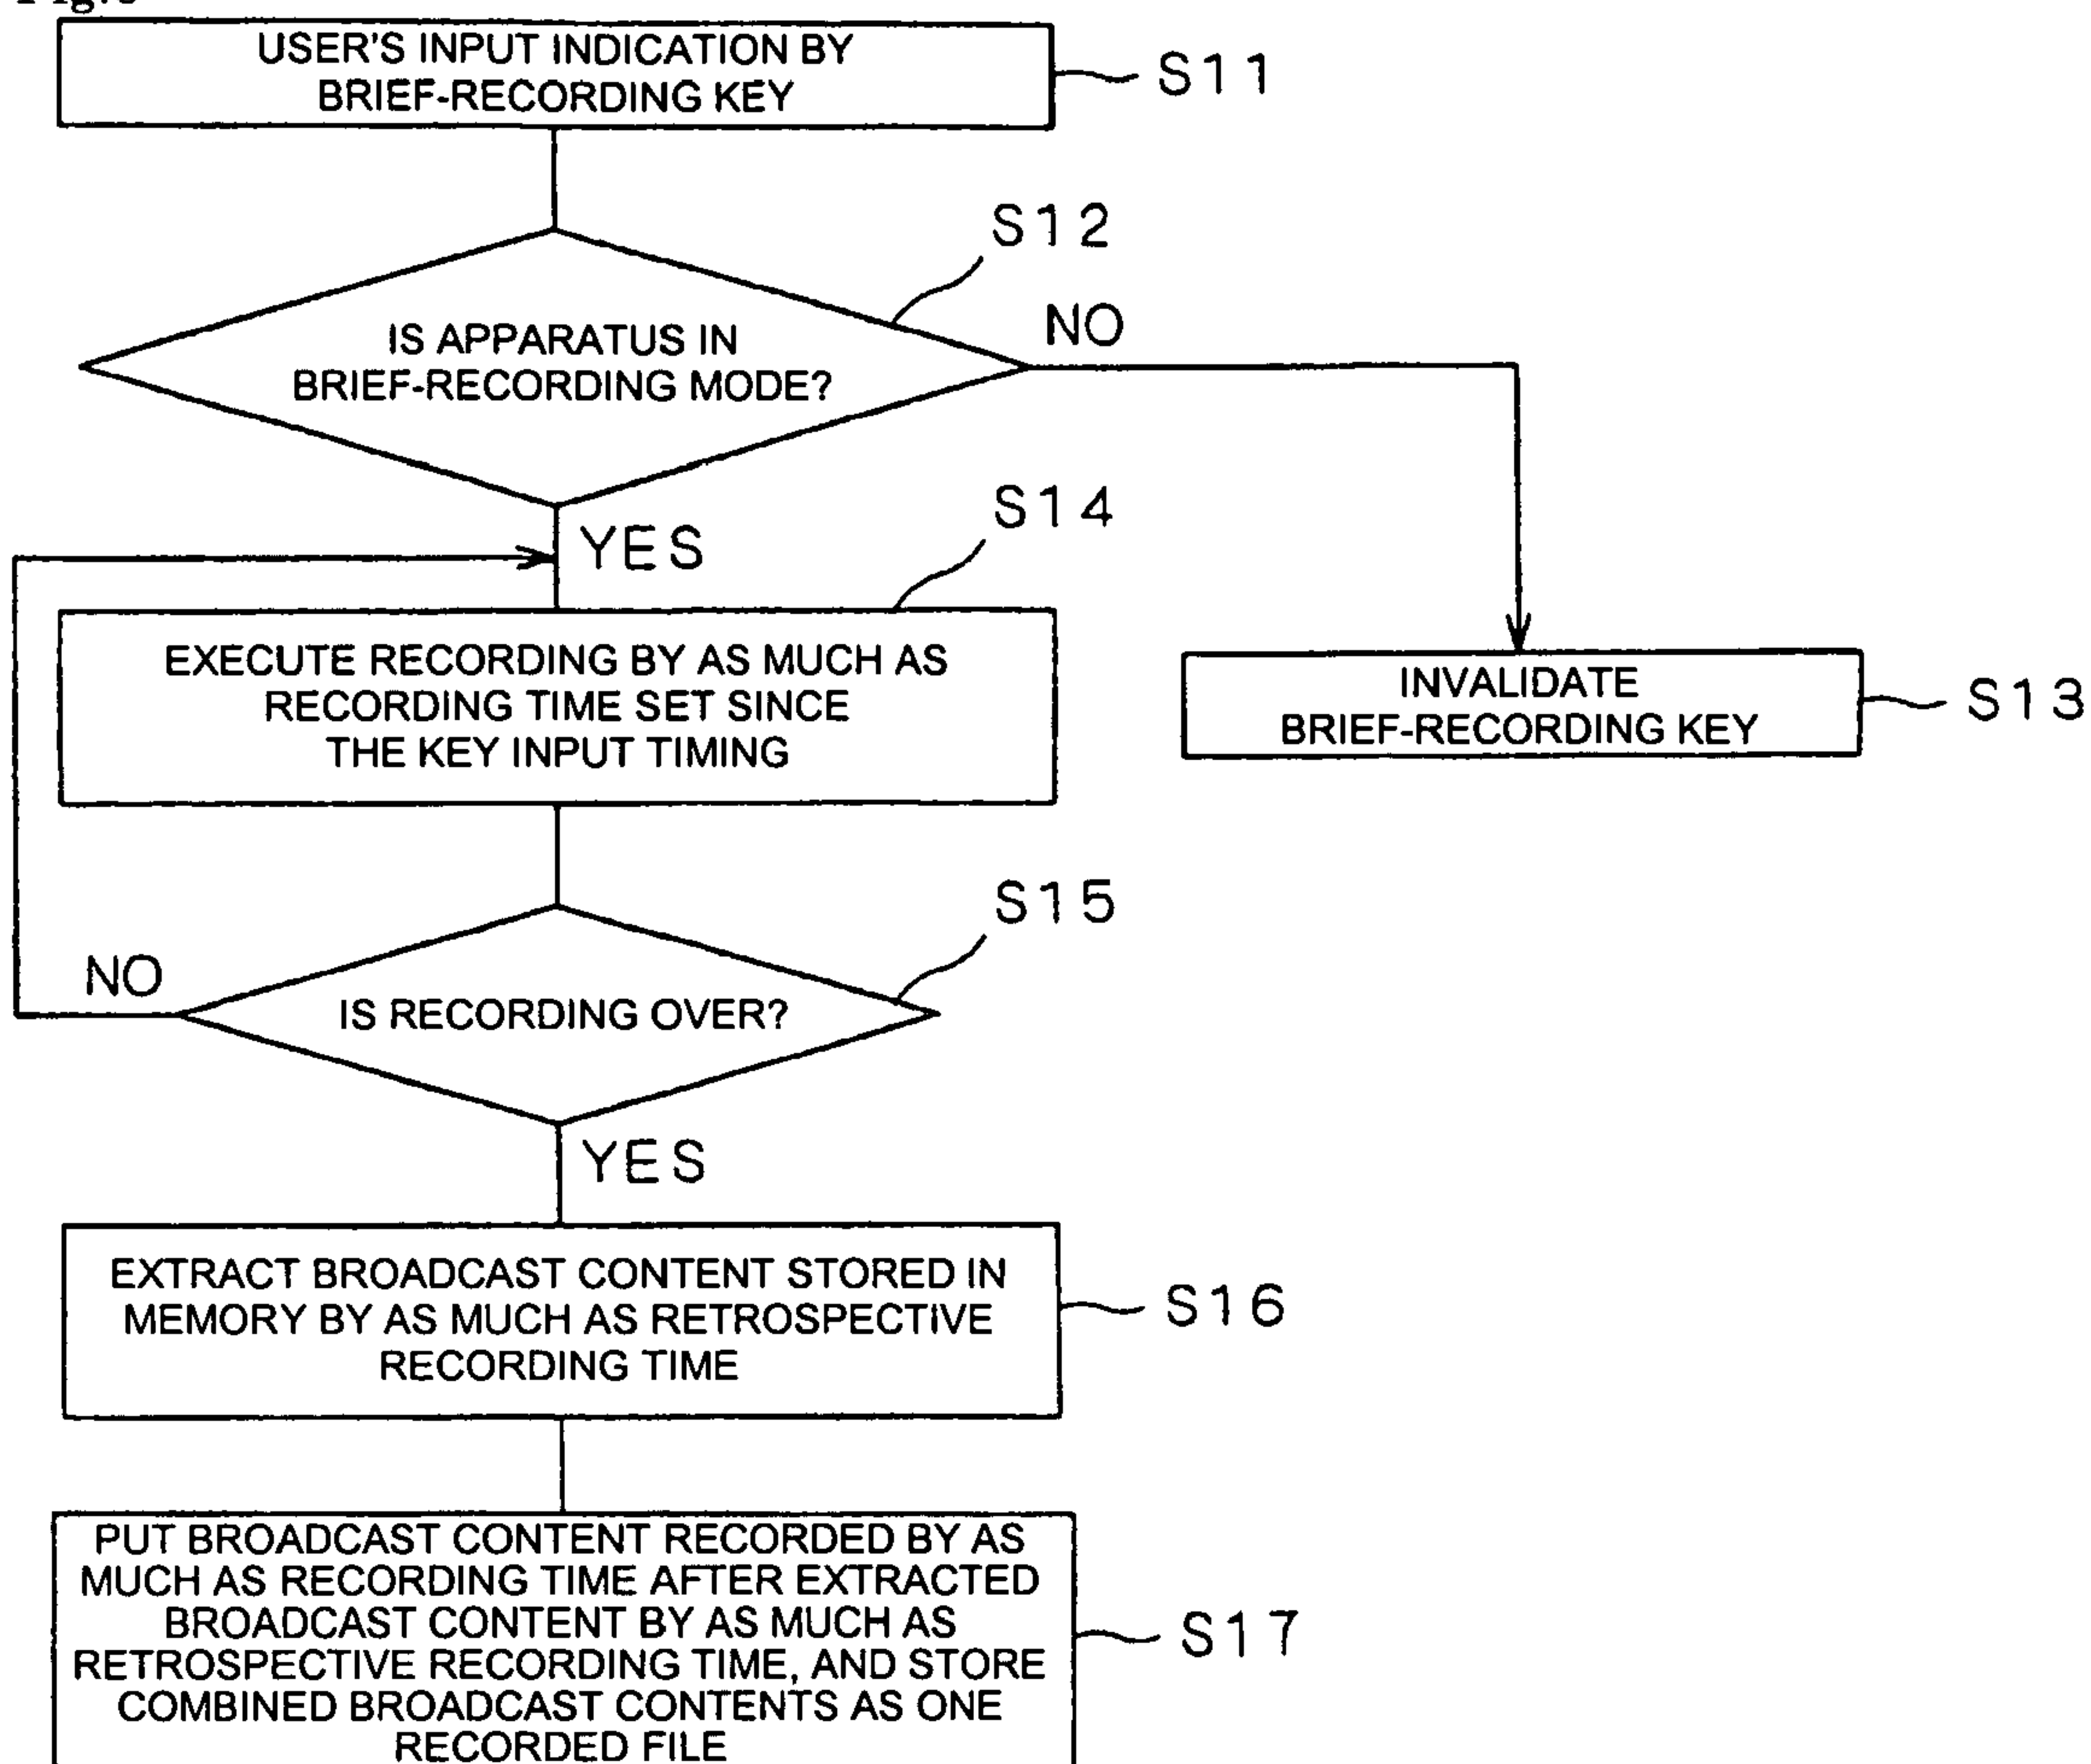 USER'S INPUT INDICATION BY
BRIEF-RECORDING KEY
S11
S12
IS APPARATUS IN
BRIEF-RECORDING MODE?
NO
YES
S14
EXECUTE RECORDING BY AS MUCH AS
RECORDING TIME SET SINCE
THE KEY INPUT TIMING
INVALIDATE
BRIEF-RECORDING KEY
S13
S15
NO
IS RECORDING OVER?
YES
EXTRACT BROADCAST CONTENT STORED IN
MEMORY BY AS MUCH AS RETROSPECTIVE
RECORDING TIME
S16
PUT BROADCAST CONTENT RECORDED BY AS
MUCH AS RECORDING TIME AFTER EXTRACTED
BROADCAST CONTENT BY AS MUCH AS
RETROSPECTIVE RECORDING TIME, AND STORE
COMBINED BROADCAST CONTENTS AS ONE
RECORDED FILE
S17